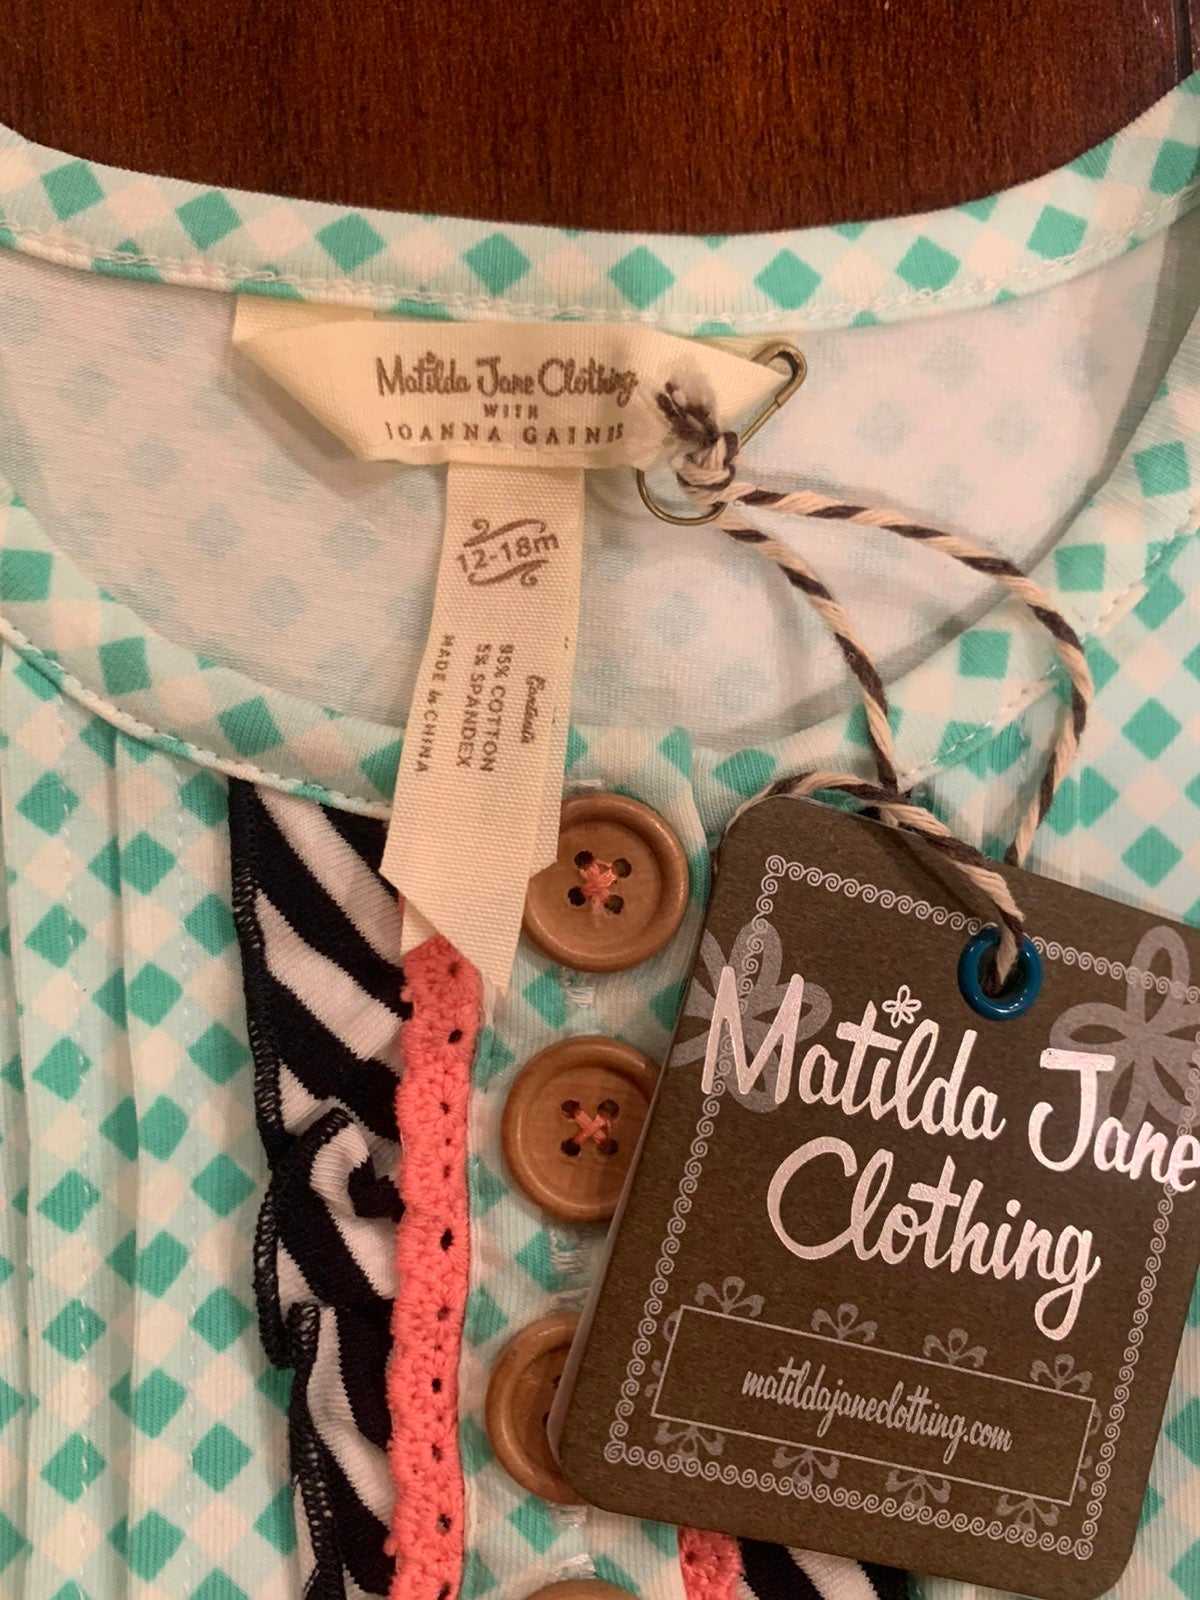 Matilda Jane Clothing
WITH
JOANNA GAINES
12-18m
95% COTTON
5% SPANDEX
MADE in CHINA
Matilda Jane
Clothing
matildajaneclothing.com